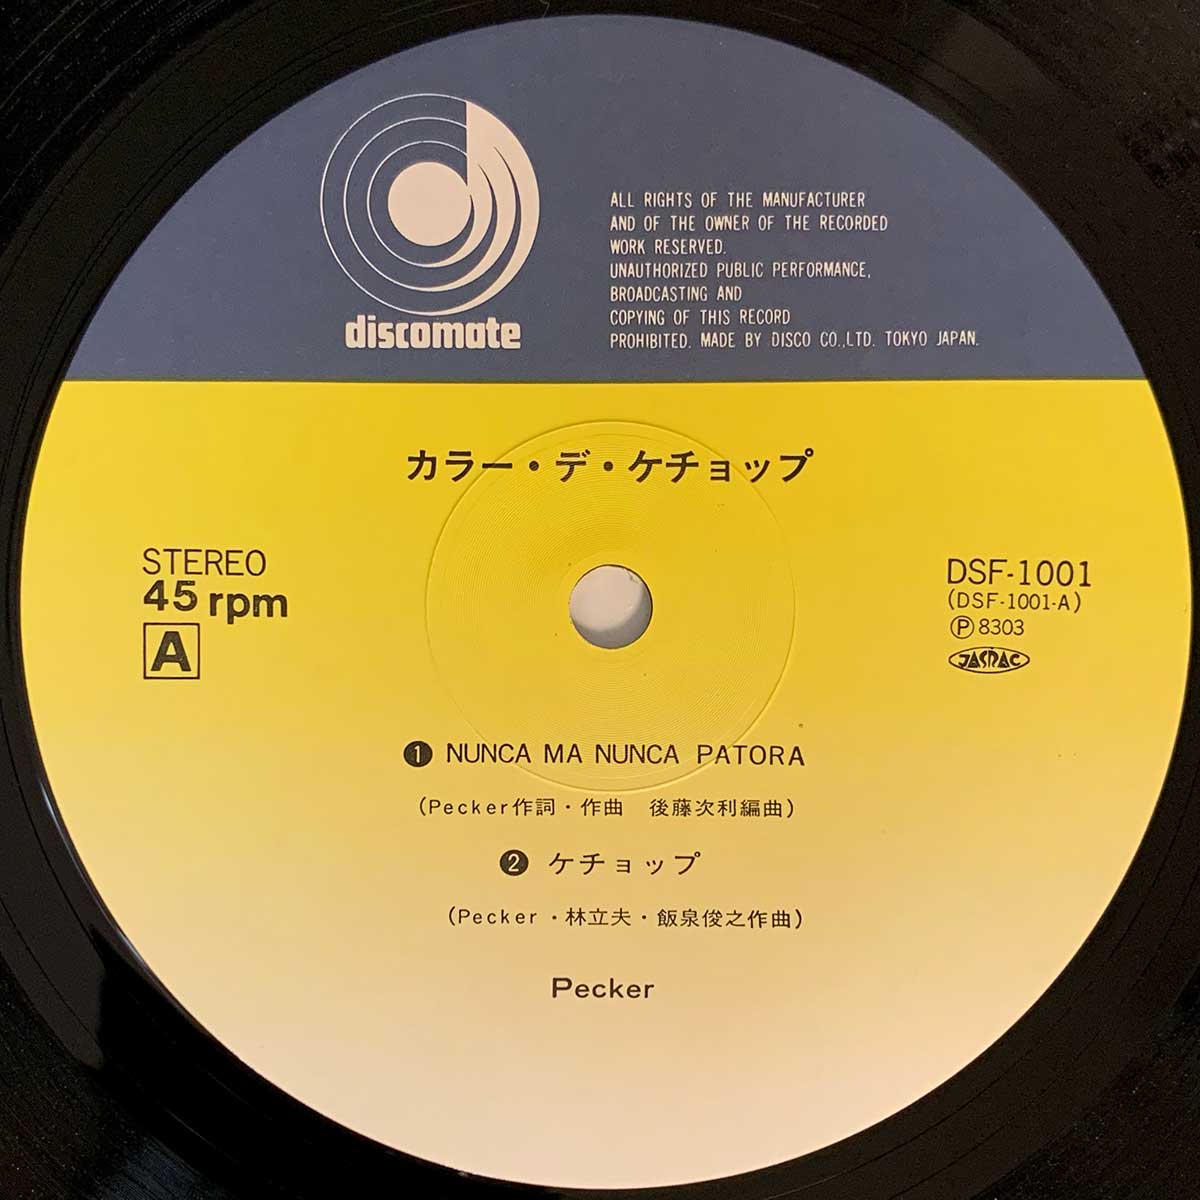 discomate
ALL RIGHTS OF THE MANUFACTURER
AND OF THE OWNER OF THE RECORDED
WORK RESERVED.
UNAUTHORIZED PUBLIC PERFORMANCE,
BROADCASTING AND
COPYING OF THIS RECORD
PROHIBITED. MADE BY DISCO CO.,LTD. TOKYO JAPAN.
カラー・デ・ケチョップ
STEREO
45 rpm
A
DSF-1001
(DSF-1001-A)
Ⓟ8303
JASRAC
❶ NUNCA MA NUNCA PATORA
(Pecker作詞・作曲 後藤次利編曲)
❷ ケチョップ
(Pecker・林立夫・飯泉俊之作曲)
Pecker